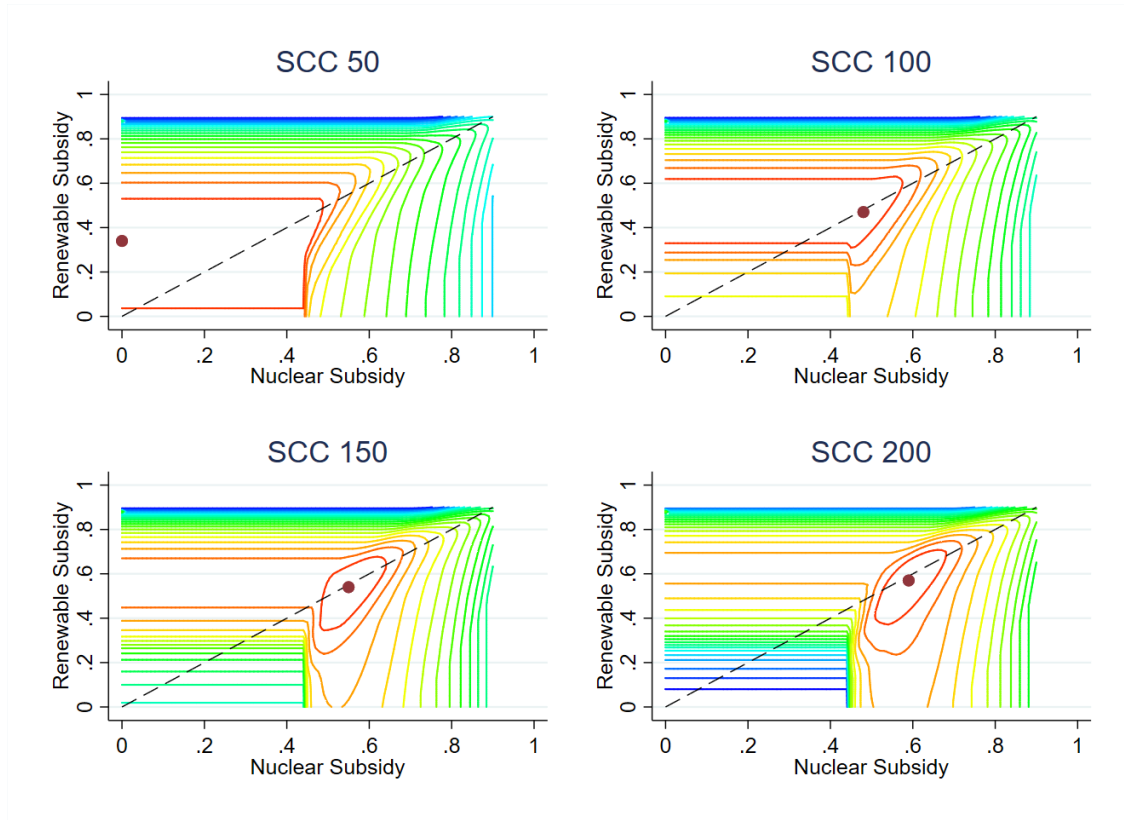 SCC 50
Renewable Subsidy
1
.8
.6
.4
.2
0
0 .2 .4 .6 .8 1
Nuclear Subsidy
SCC 100
Renewable Subsidy
1
.8
.6
.4
.2
0
0 .2 .4 .6 .8 1
Nuclear Subsidy
SCC 150
Renewable Subsidy
1
.8
.6
.4
.2
0
0 .2 .4 .6 .8 1
Nuclear Subsidy
SCC 200
Renewable Subsidy
1
.8
.6
.4
.2
0
0 .2 .4 .6 .8 1
Nuclear Subsidy